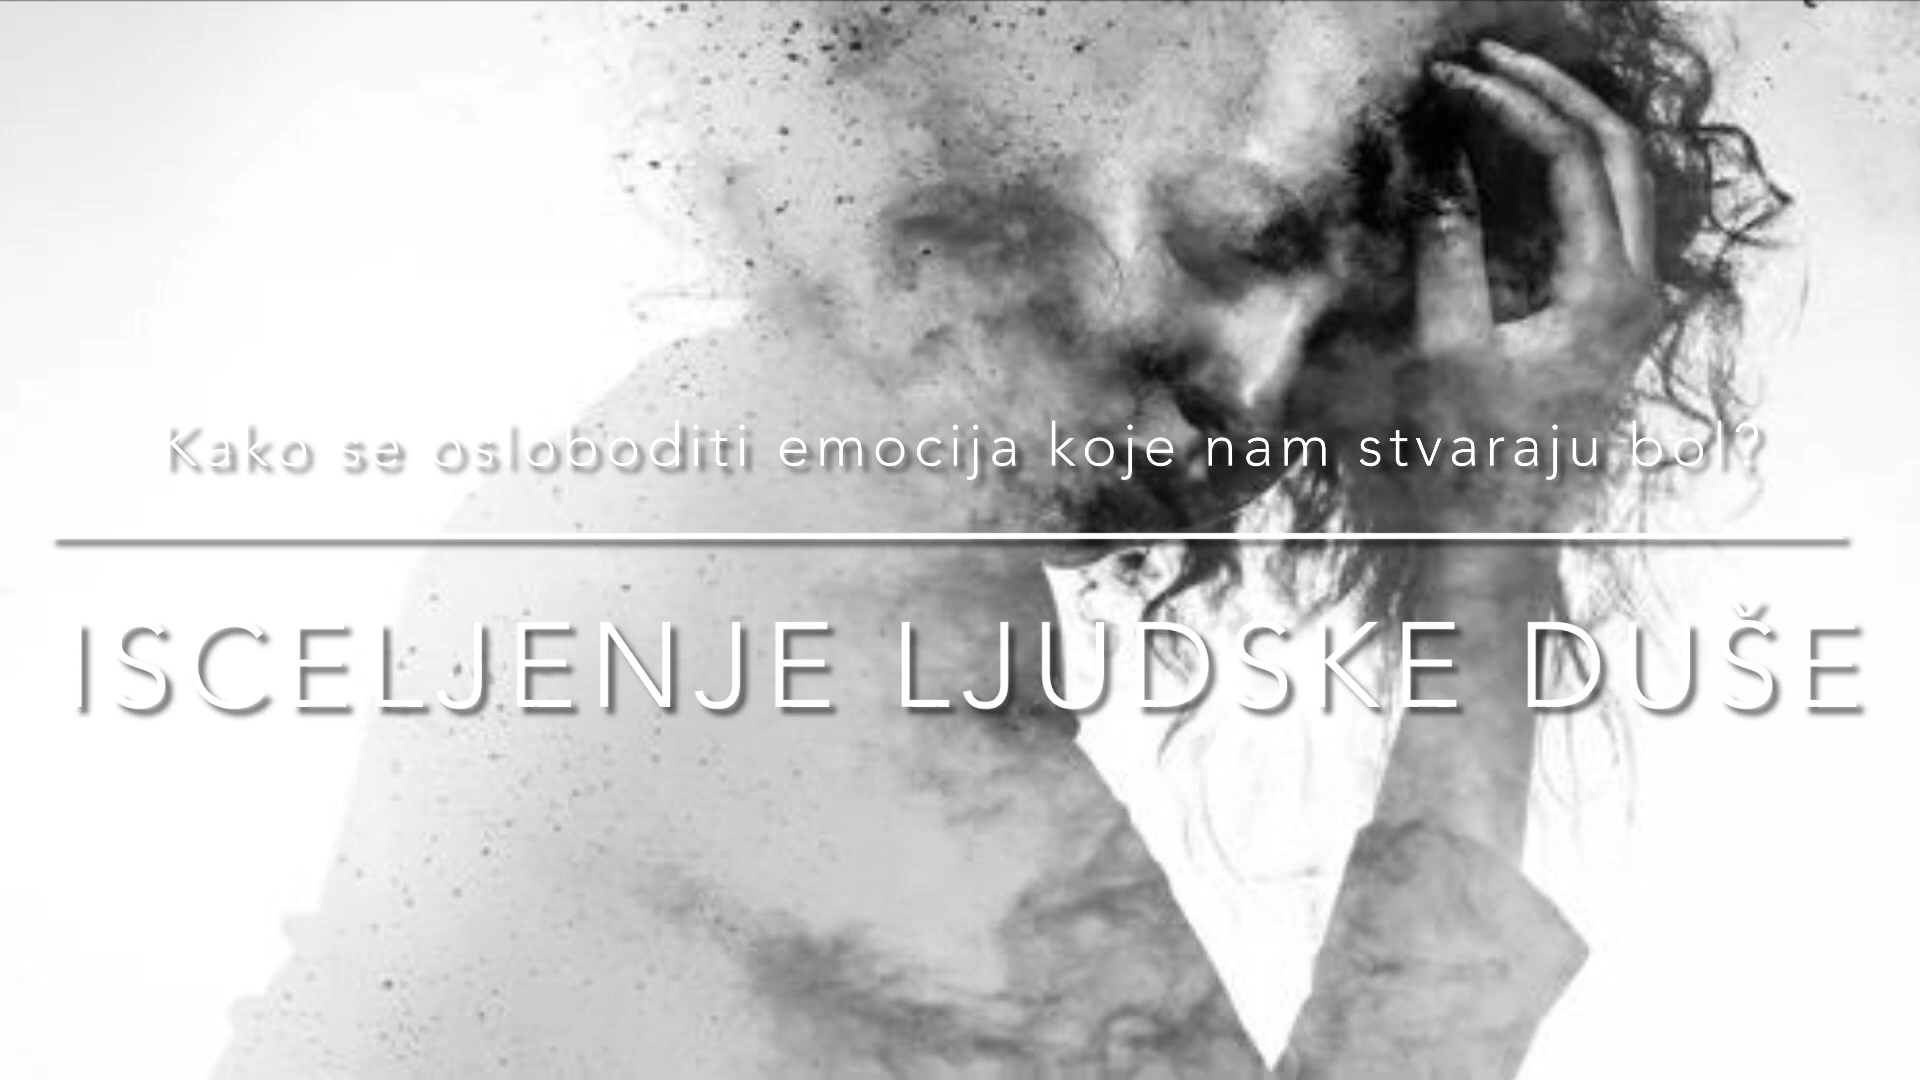 Kako se osloboditi emocija koje nam stvaraju bol?
ISCELJENJE LJUDSKE DUŠE